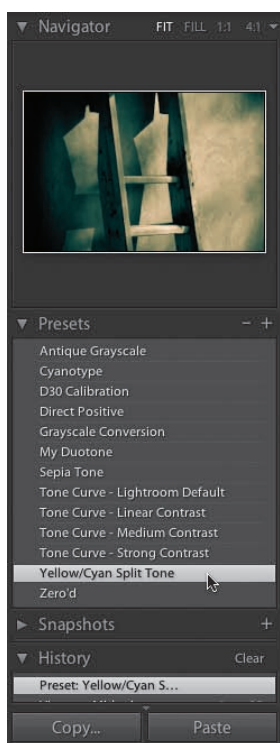 Navigator FIT FILL 1:1 4:1
Presets - +
Antique Grayscale
Cyanotype
D30 Calibration
Direct Positive
Grayscale Conversion
My Duotone
Sepia Tone
Tone Curve - Lightroom Default
Tone Curve - Linear Contrast
Tone Curve - Medium Contrast
Tone Curve - Strong Contrast
Yellow/Cyan Split Tone
Zero'd
Snapshots +
History Clear
Preset: Yellow/Cyan S...
Copy... Paste